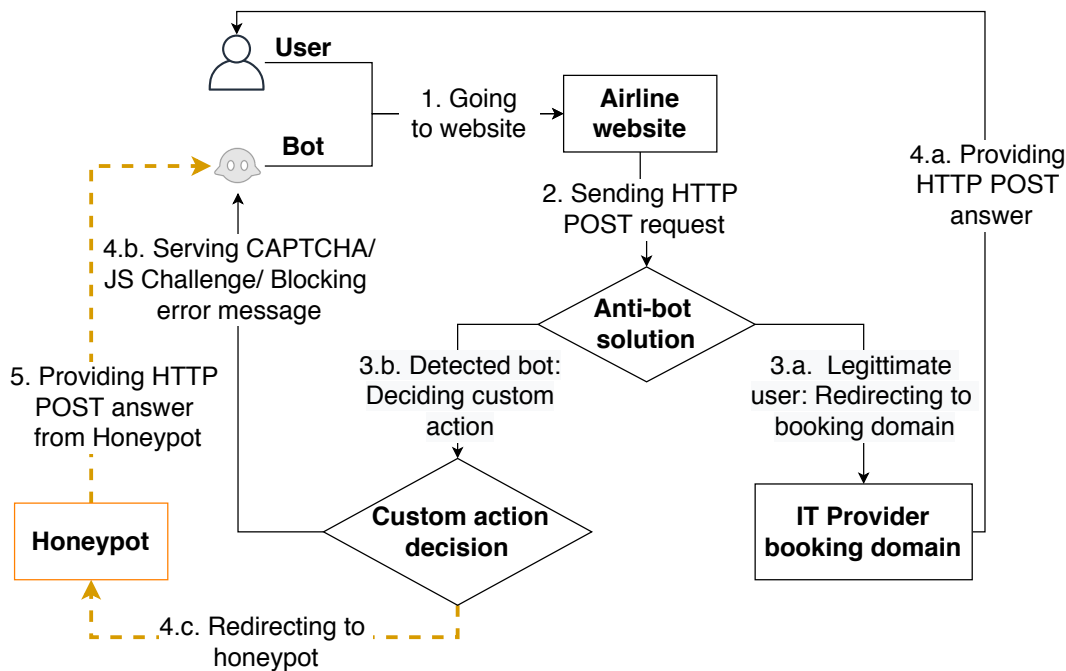 User
Bot
1. Going
to website
Airline
website
4.a. Providing
HTTP POST
answer
2. Sending HTTP
POST request
4.b. Serving CAPTCHA/
JS Challenge/ Blocking
error message
Anti-bot
solution
3.b. Detected bot:
Deciding custom
action
3.a. Legittimate
user: Redirecting to
booking domain
5. Providing HTTP
POST answer
from Honeypot
Honeypot
Custom action
decision
IT Provider
booking domain
4.c. Redirecting to
honeypot